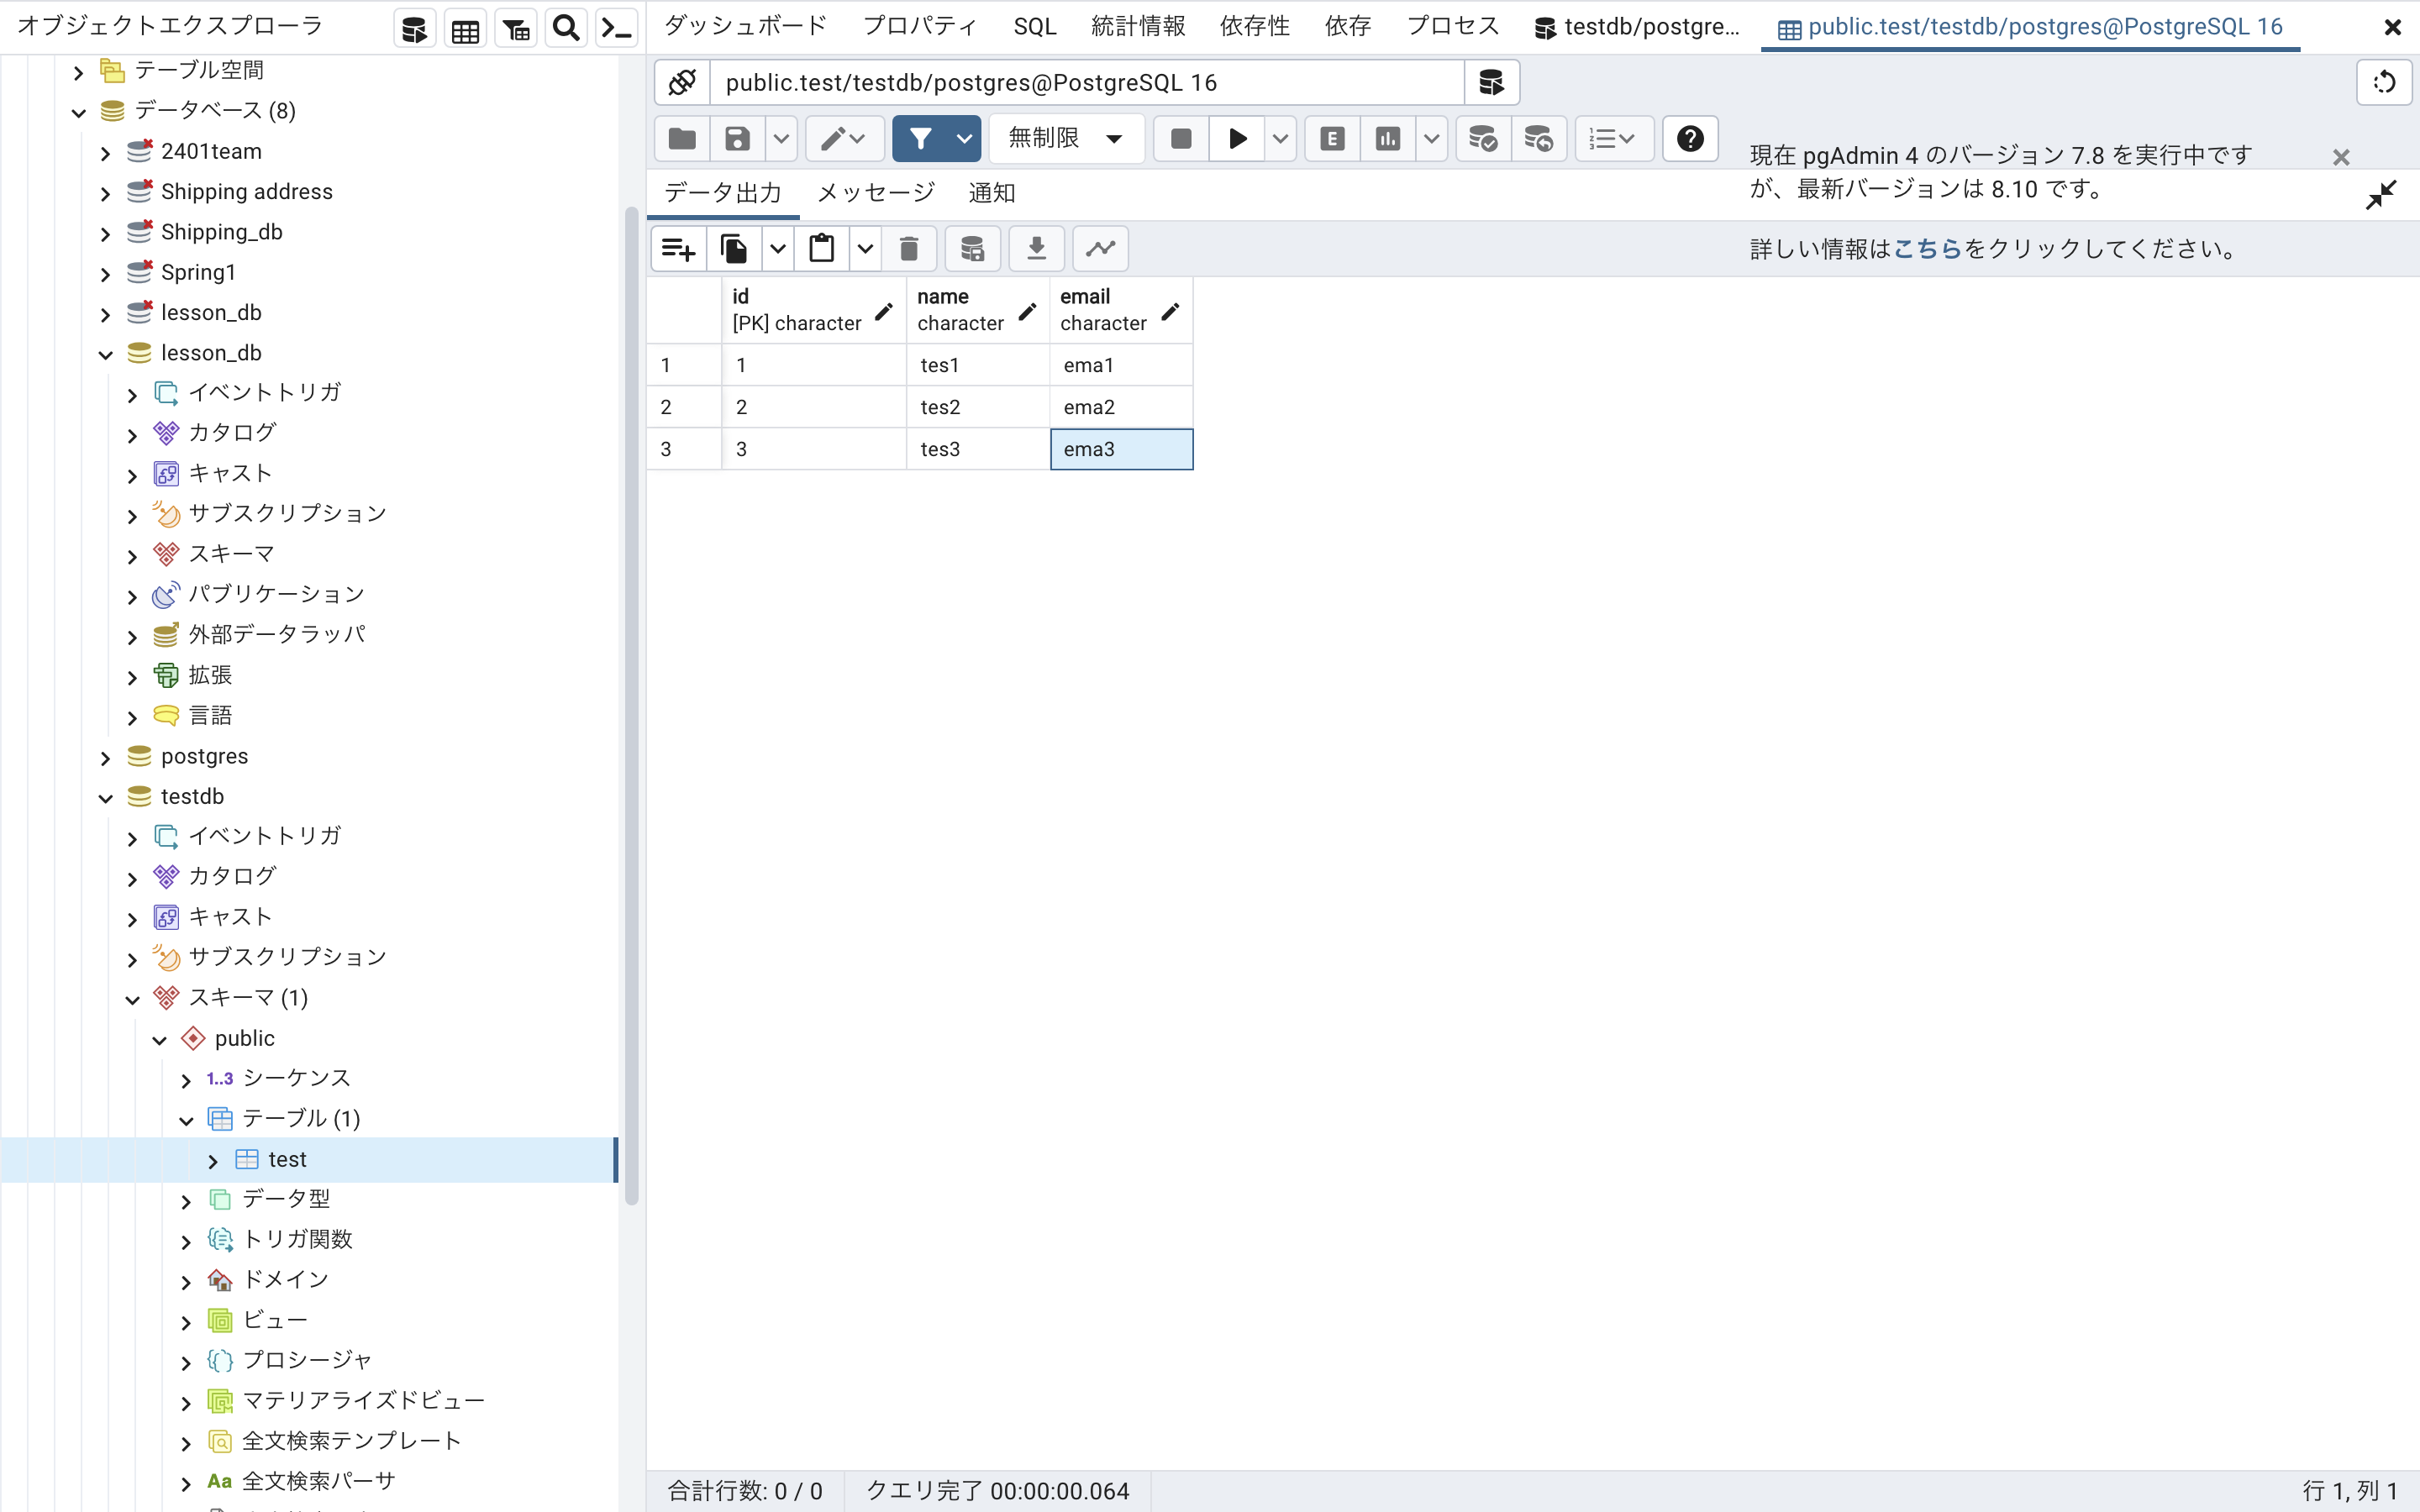 オブジェクトエクスプローラ
ダッシュボード プロパティ SQL 統計情報 依存性 依存 プロセス testdb/postgre... public.test/testdb/postgres@PostgreSQL 16
テーブル空間
データベース (8)
2401team
Shipping address
Shipping_db
Spring1
lesson_db
lesson_db
イベントトリガ
カタログ
キャスト
サブスクリプション
スキーマ
パブリケーション
外部データラッパ
拡張
言語
postgres
testdb
イベントトリガ
カタログ
キャスト
サブスクリプション
スキーマ (1)
public
1..3 シーケンス
テーブル (1)
test
データ型
トリガ関数
ドメイン
ビュー
プロシージャ
マテリアライズドビュー
全文検索テンプレート
Aa 全文検索パーサ
public.test/testdb/postgres@PostgreSQL 16
無制限 E
現在 pgAdmin 4 のバージョン 7.8 を実行中です
が、最新バージョンは 8.10 です。
詳しい情報はこちらをクリックしてください。
データ出力 メッセージ 通知
id name email
[PK] character character character
1 1 tes1 ema1
2 2 tes2 ema2
3 3 tes3 ema3
合計行数: 0 / 0 クエリ完了 00:00:00.064 行 1, 列 1